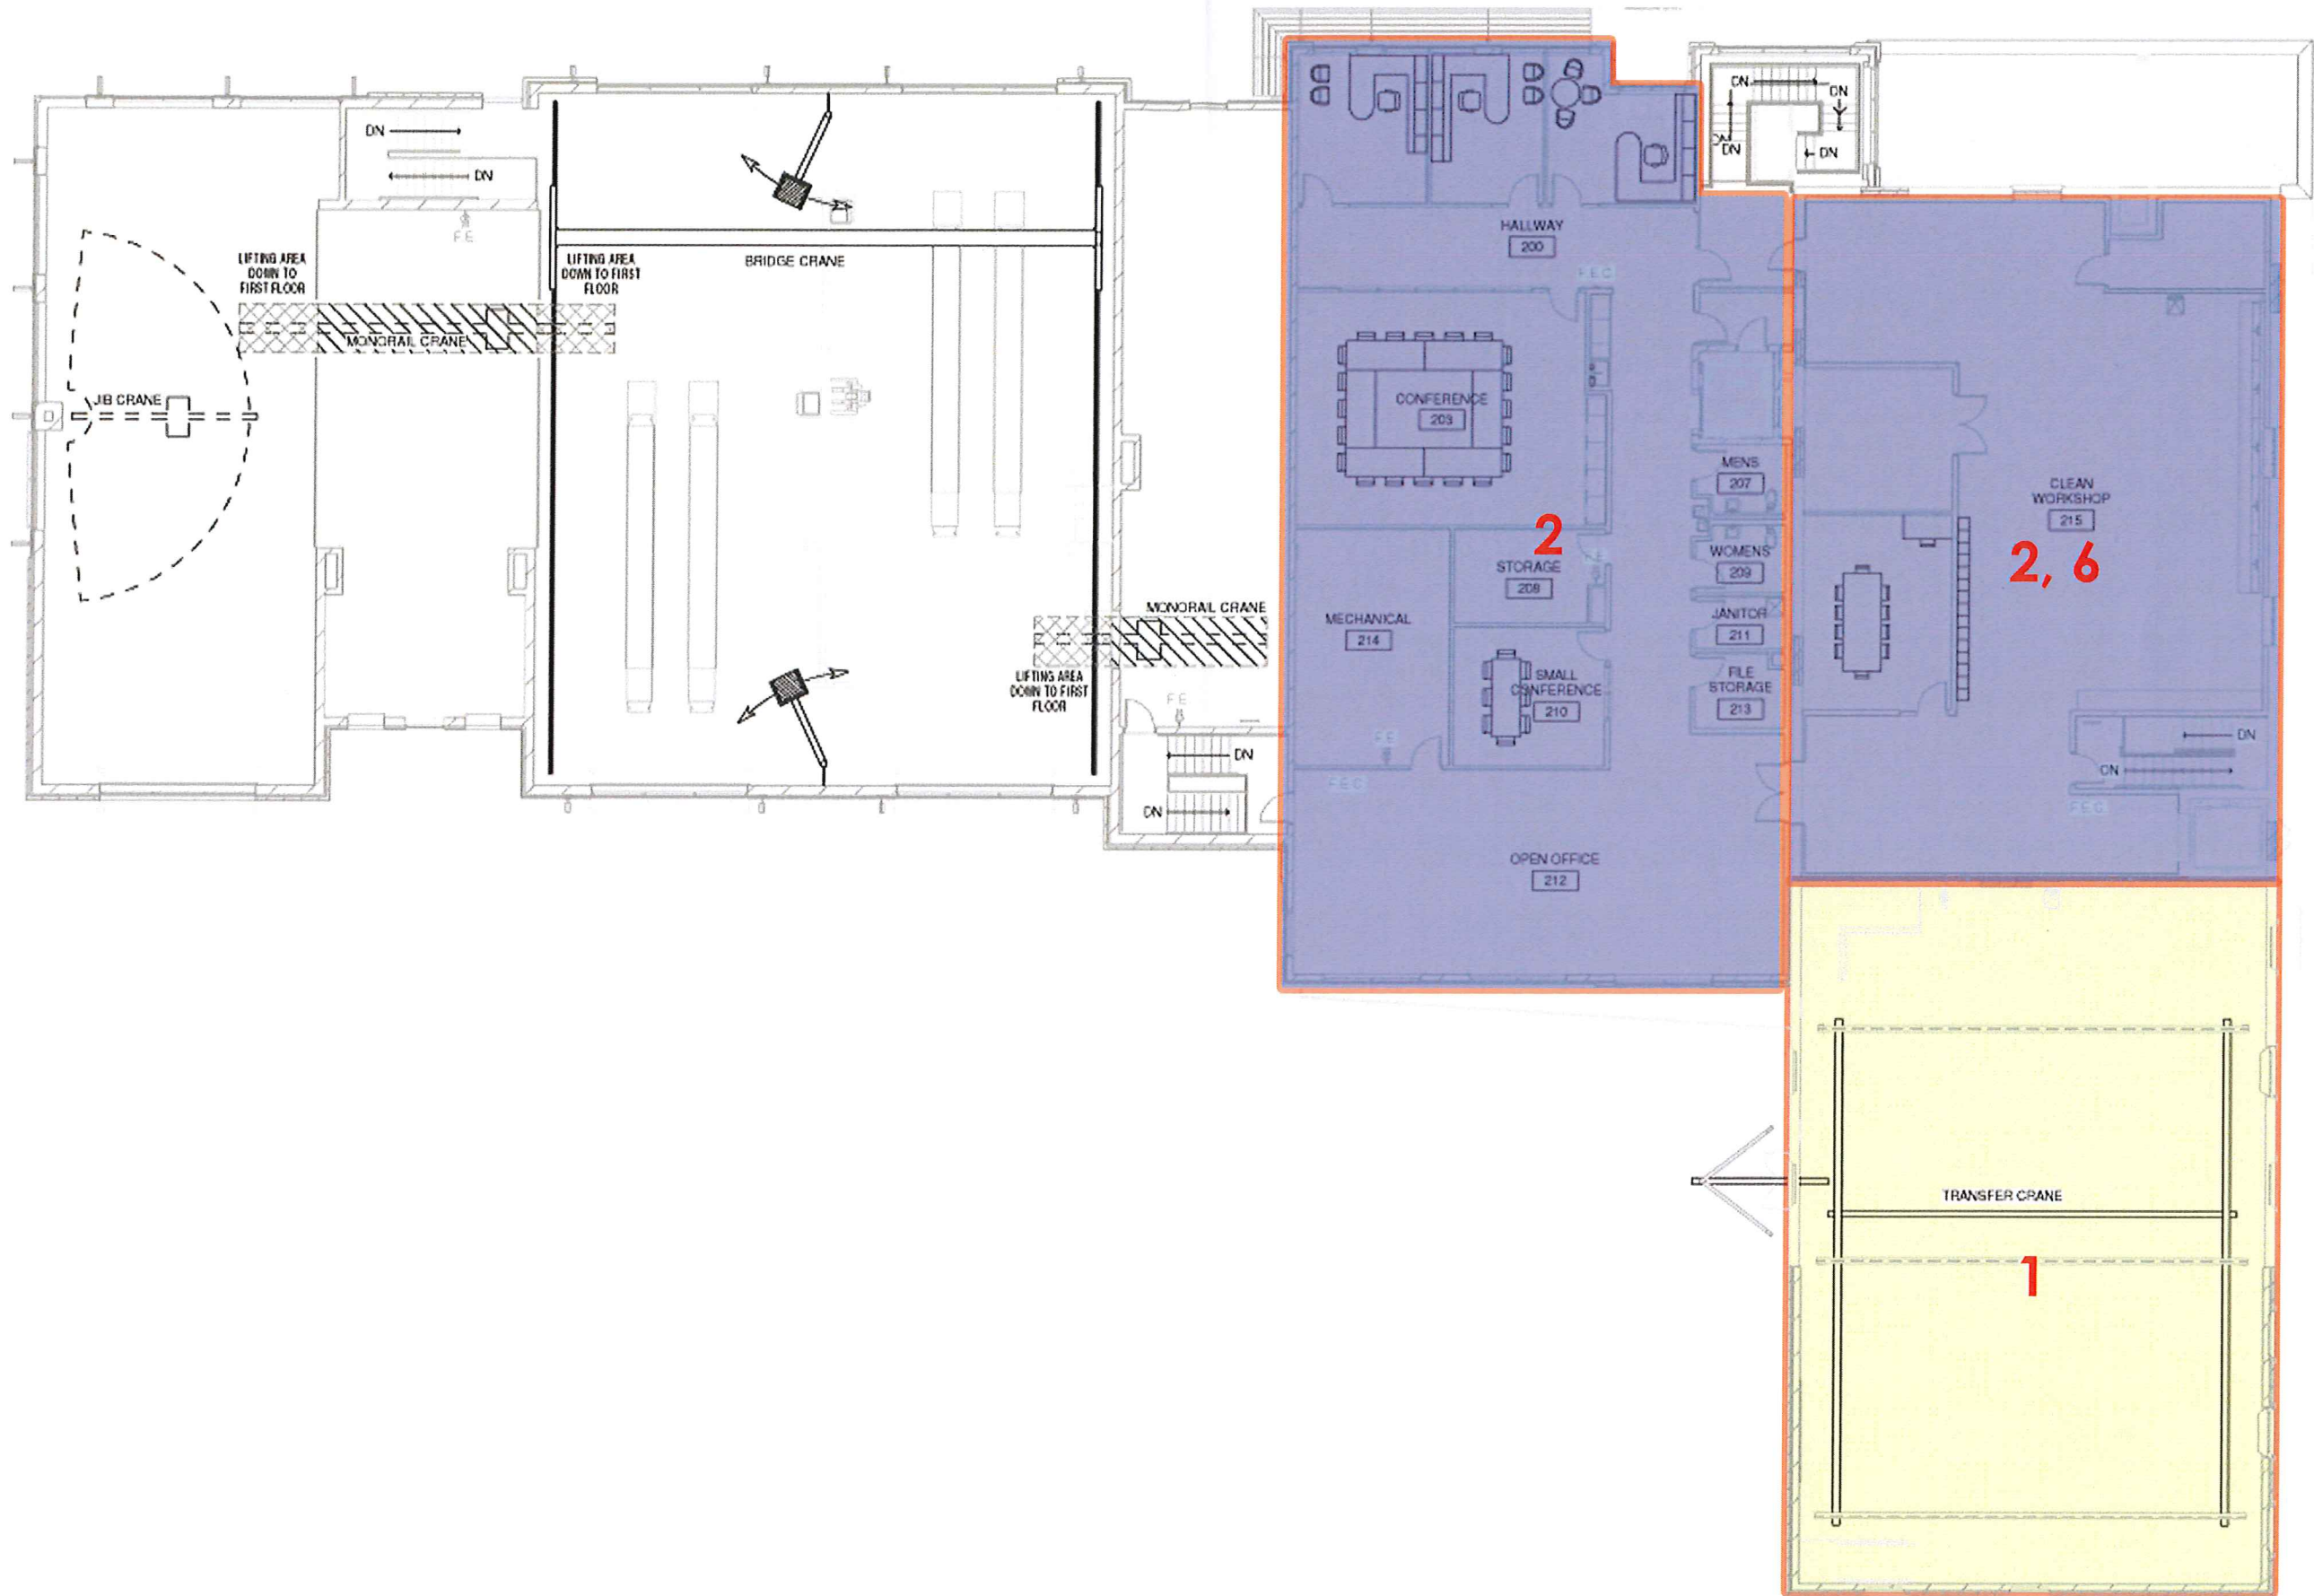 DN
DN
F.E.
LIFTING AREA
DOWN TO
FIRST FLOOR
LIFTING AREA
DOWN TO FIRST
FLOOR
BRIDGE CRANE
MONORAIL CRANE
JIB CRANE
MONORAIL CRANE
LIFTING AREA
DOWN TO FIRST
FLOOR
F.E.
DN
DN
HALLWAY
200
F.E.C.
CONFERENCE
203
MENS
207
2
STORAGE
208
F.E.
WOMENS
209
MECHANICAL
214
JANITOR
211
SMALL
CONFERENCE
210
FILE
STORAGE
213
F.E.
F.E.C.
OPEN OFFICE
212
DN
DN
DN
DN
DN
CLEAN
WORKSHOP
215
2, 6
DN
DN
F.E.C.
TRANSFER CRANE
1